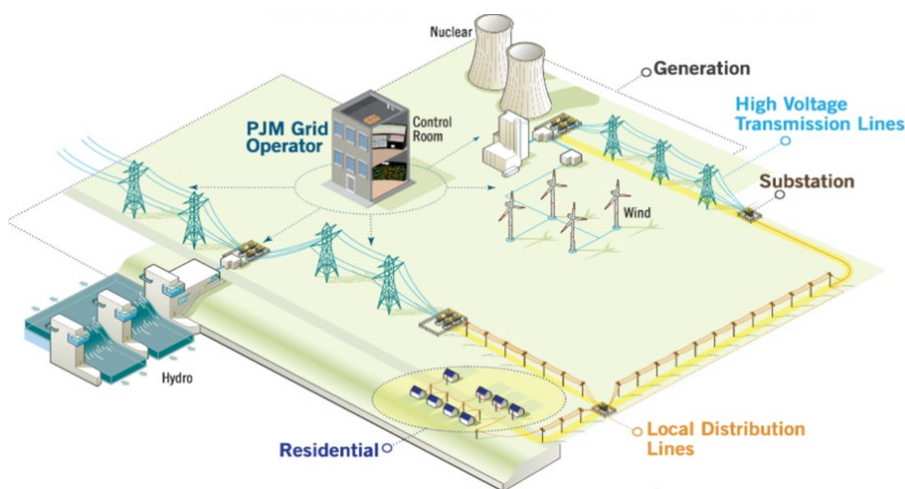 Nuclear
Generation
High Voltage
Transmission Lines
PJM Grid
Operator
Control
Room
Substation
Wind
Hydro
Residential
Local Distribution
Lines